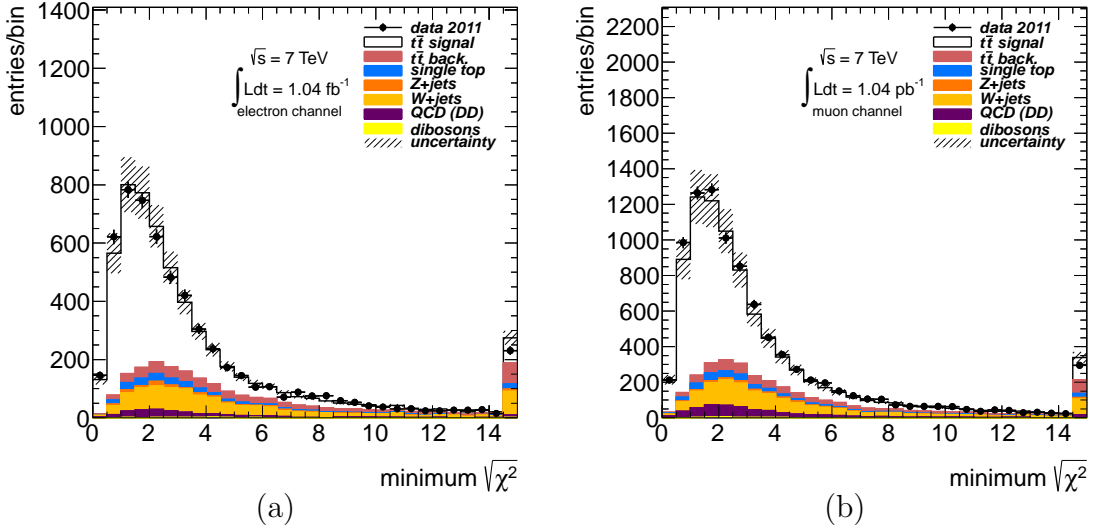 entries/bin
1400
1200
1000
800
600
400
200
0
0 2 4 6 8 10 12 14
minimum √χ²
√s = 7 TeV
∫ Ldt = 1.04 fb⁻¹
electron channel
data 2011
tt̄ signal
tt̄ back.
single top
Z+jets
W+jets
QCD (DD)
dibosons
uncertainty
(a)
entries/bin
2200
2000
1800
1600
1400
1200
1000
800
600
400
200
0
0 2 4 6 8 10 12 14
minimum √χ²
√s = 7 TeV
∫ Ldt = 1.04 pb⁻¹
muon channel
data 2011
tt̄ signal
tt̄ back.
single top
Z+jets
W+jets
QCD (DD)
dibosons
uncertainty
(b)